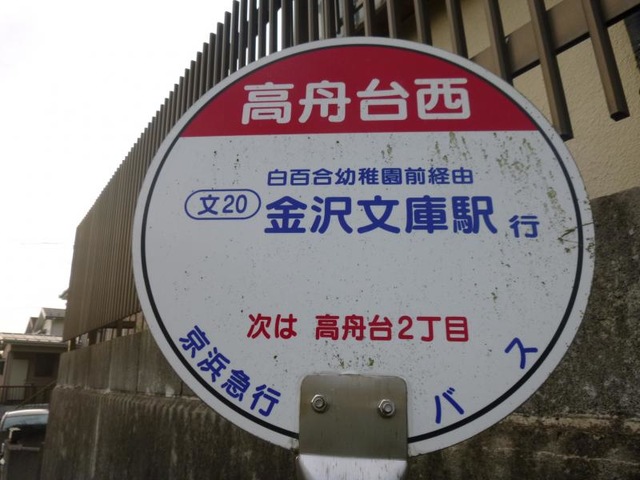 高舟台西
白百合幼稚園前経由
文20 金沢文庫駅 行
次は 高舟台2丁目
京浜急行 バス